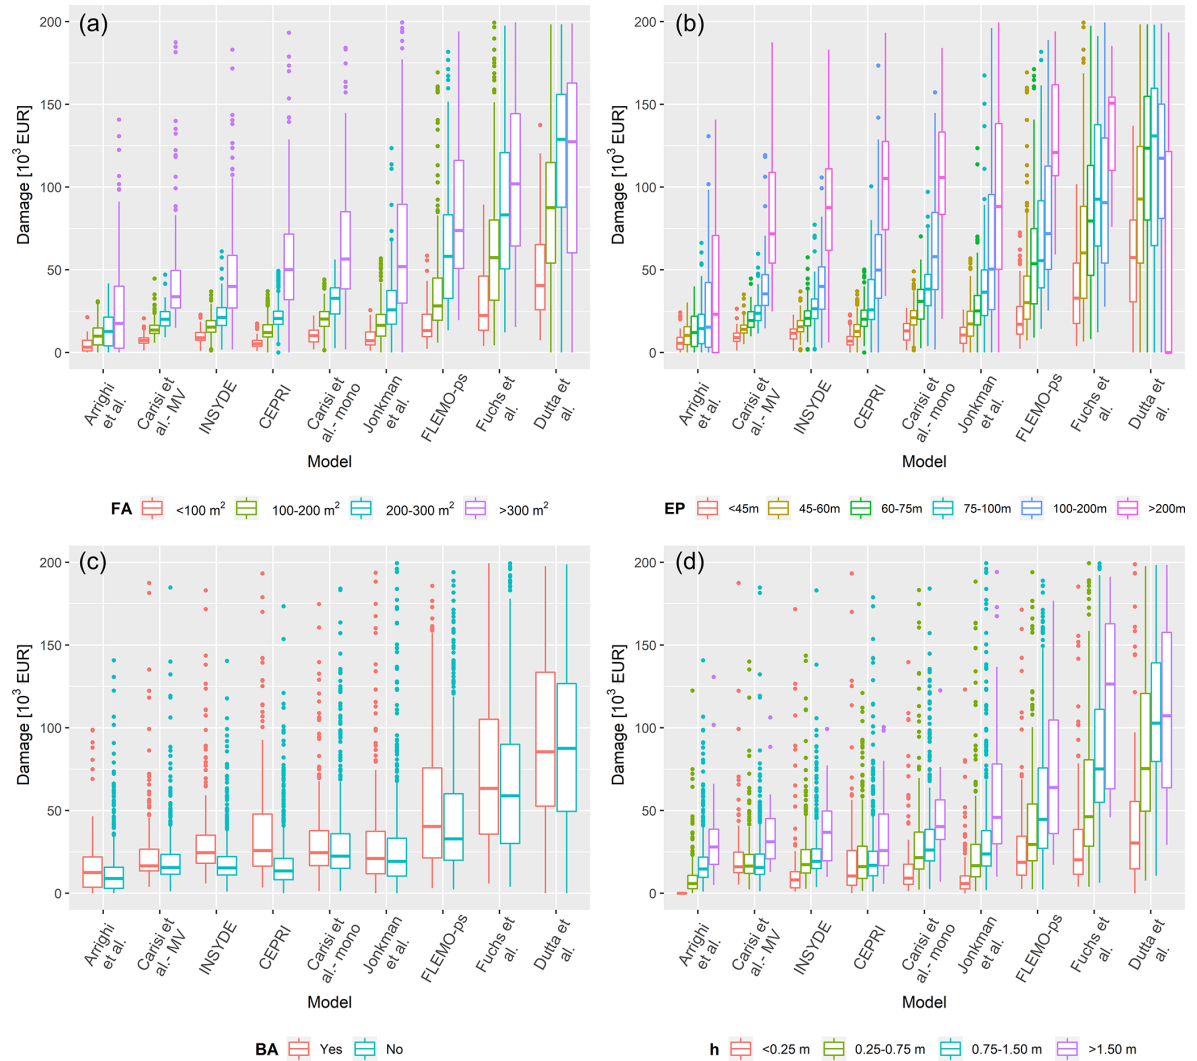 (a)
200
150
100
50
0
Damage [10³ EUR]
Arrighi
et al.
Carisi et
al.- MV
INSYDE
CEPRI
Carisi et
al.- mono
Jonkman
et al.
FLEMO-ps
Fuchs et
al.
Dutta et
al.
Model
FA <100 m² 100-200 m² 200-300 m² >300 m²
(b)
200
150
100
50
0
Damage [10³ EUR]
Arrighi
et al.
Carisi et
al.- MV
INSYDE
CEPRI
Carisi et
al.- mono
Jonkman
et al.
FLEMO-ps
Fuchs et
al.
Dutta et
al.
Model
EP <45m 45-60m 60-75m 75-100m 100-200m >200m
(c)
200
150
100
50
0
Damage [10³ EUR]
Arrighi
et al.
Carisi et
al.- MV
INSYDE
CEPRI
Carisi et
al.- mono
Jonkman
et al.
FLEMO-ps
Fuchs et
al.
Dutta et
al.
Model
BA Yes No
(d)
200
150
100
50
0
Damage [10³ EUR]
Arrighi
et al.
Carisi et
al.- MV
INSYDE
CEPRI
Carisi et
al.- mono
Jonkman
et al.
FLEMO-ps
Fuchs et
al.
Dutta et
al.
Model
h <0.25 m 0.25-0.75 m 0.75-1.50 m >1.50 m